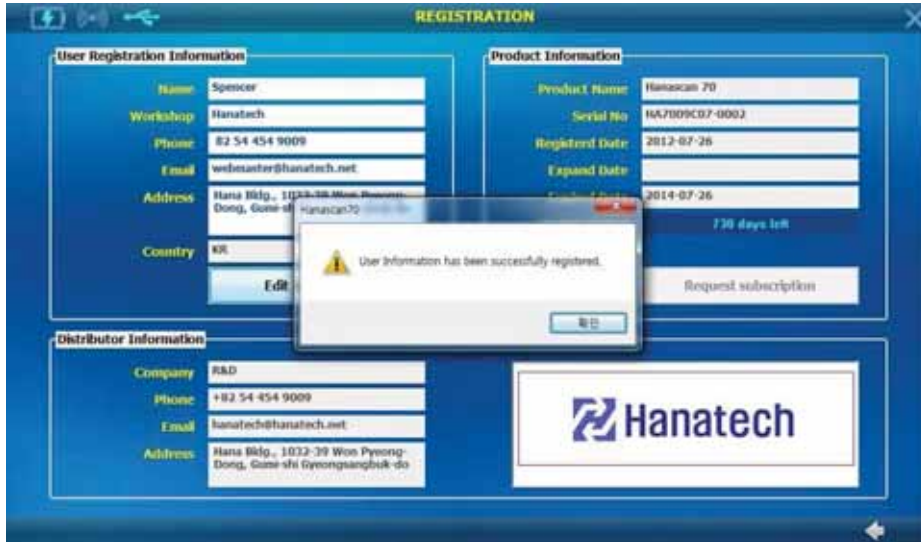 REGISTRATION
User Registration Information
Name Spencer
Workshop Hanatech
Phone 82 54 454 9009
Email webmaster@hanatech.net
Address Hana Bldg., 1032-39 Won Pyeong-
Dong, Gumi-sh
Country KR
Edit
Product Information
Product Name Hanascan 70
Serial No HA7009C07-0002
Registerd Date 2012-07-26
Expand Date
2014-07-26
730 days left
Request subscription
Hanascan70
User Information has been successfully registered.
확인
Distributor Information
Company R&D
Phone +82 54 454 9009
Email hanatech@hanatech.net
Address Hana Bldg., 1032-39 Won Pyeong-
Dong, Gumi-shi Gyeongsangbuk-do
Hanatech